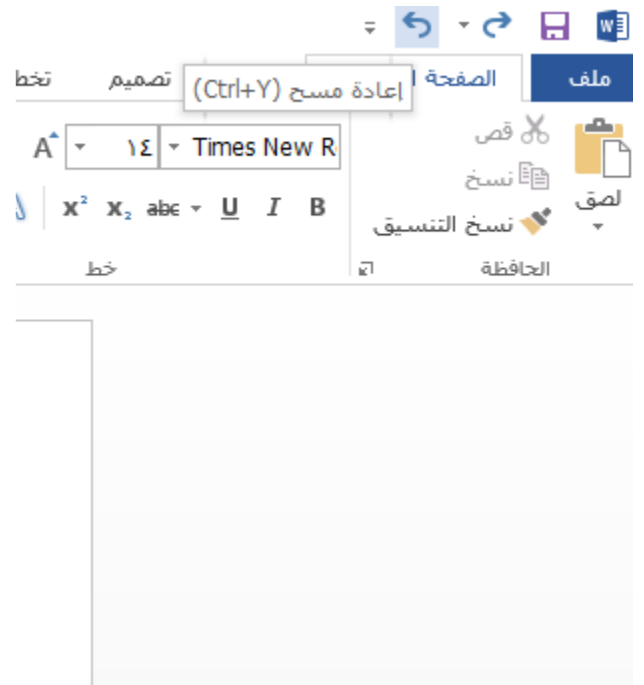 ملف الصفحة ا تصميم تخط
إعادة مسح (Ctrl+Y)
لصق
قص
نسخ
نسخ التنسيق
الحافظة
Times New R ١٤ A
B I U abc x₂ x²
خط